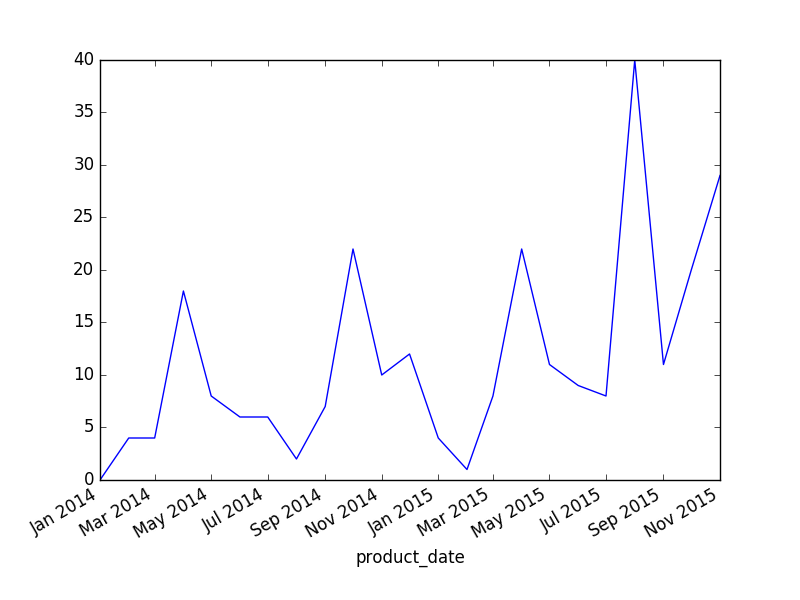 40
35
30
25
20
15
10
5
0
Jan 2014
Mar 2014
May 2014
Jul 2014
Sep 2014
Nov 2014
Jan 2015
Mar 2015
May 2015
Jul 2015
Sep 2015
Nov 2015
product_date